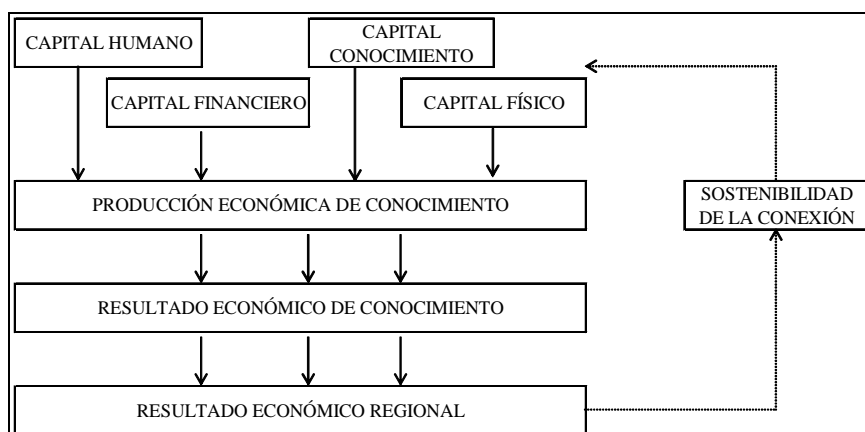 CAPITAL HUMANO
CAPITAL
CONOCIMIENTO
CAPITAL FINANCIERO
CAPITAL FÍSICO
PRODUCCIÓN ECONÓMICA DE CONOCIMIENTO
SOSTENIBILIDAD
DE LA CONEXIÓN
RESULTADO ECONÓMICO DE CONOCIMIENTO
RESULTADO ECONÓMICO REGIONAL